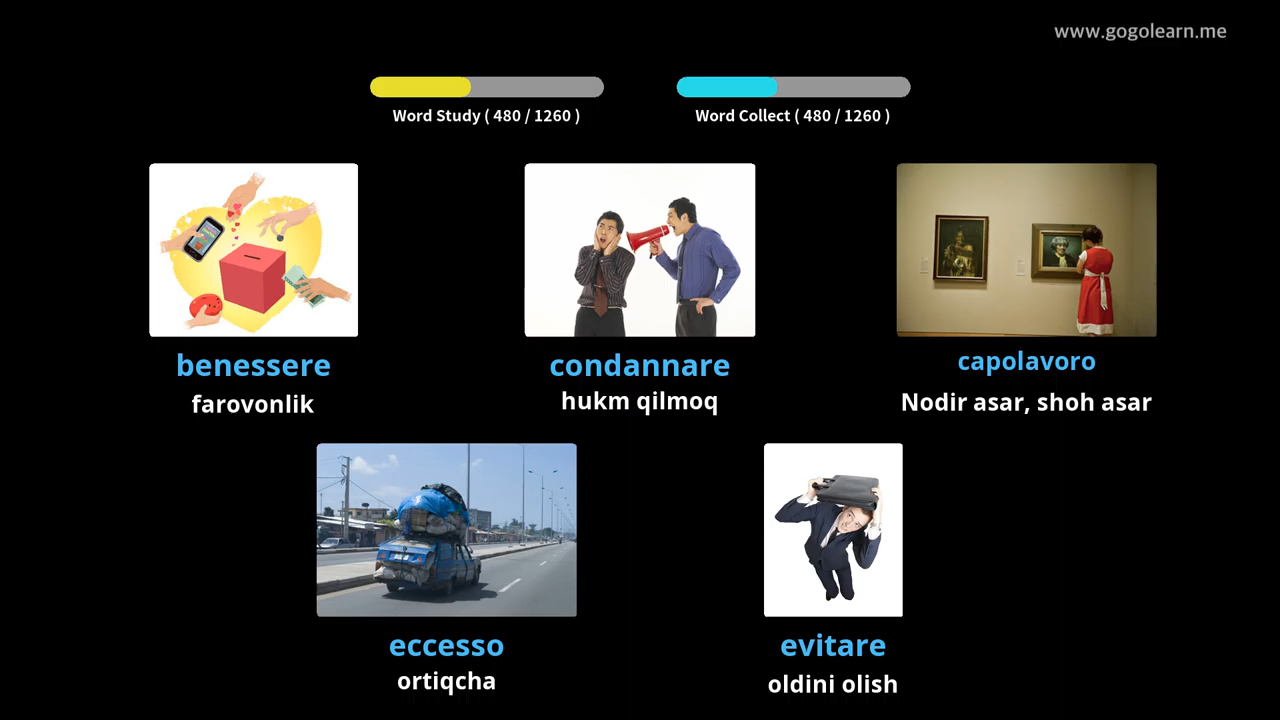 www.gogolearn.me
Word Study ( 480 / 1260 )
Word Collect ( 480 / 1260 )
benessere
farovonlik
condannare
hukm qilmoq
capolavoro
Nodir asar, shoh asar
eccesso
ortiqcha
evitare
oldini olish